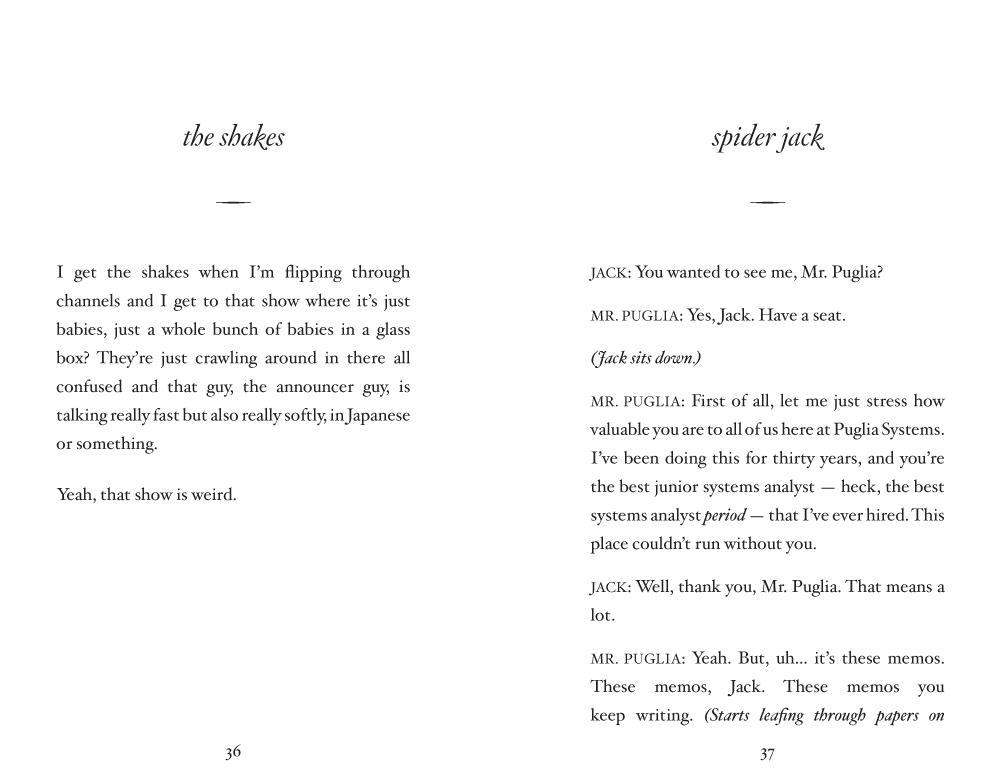 the shakes
I get the shakes when I’m flipping through
channels and I get to that show where it’s just
babies, just a whole bunch of babies in a glass
box? They’re just crawling around in there all
confused and that guy, the announcer guy, is
talking really fast but also really softly, in Japanese
or something.
Yeah, that show is weird.
36
spider jack
JACK: You wanted to see me, Mr. Puglia?
MR. PUGLIA: Yes, Jack. Have a seat.
(Jack sits down.)
MR. PUGLIA: First of all, let me just stress how
valuable you are to all of us here at Puglia Systems.
I’ve been doing this for thirty years, and you’re
the best junior systems analyst — heck, the best
systems analyst period — that I’ve ever hired. This
place couldn’t run without you.
JACK: Well, thank you, Mr. Puglia. That means a
lot.
MR. PUGLIA: Yeah. But, uh... it’s these memos.
These memos, Jack. These memos you
keep writing. (Starts leafing through papers on
37